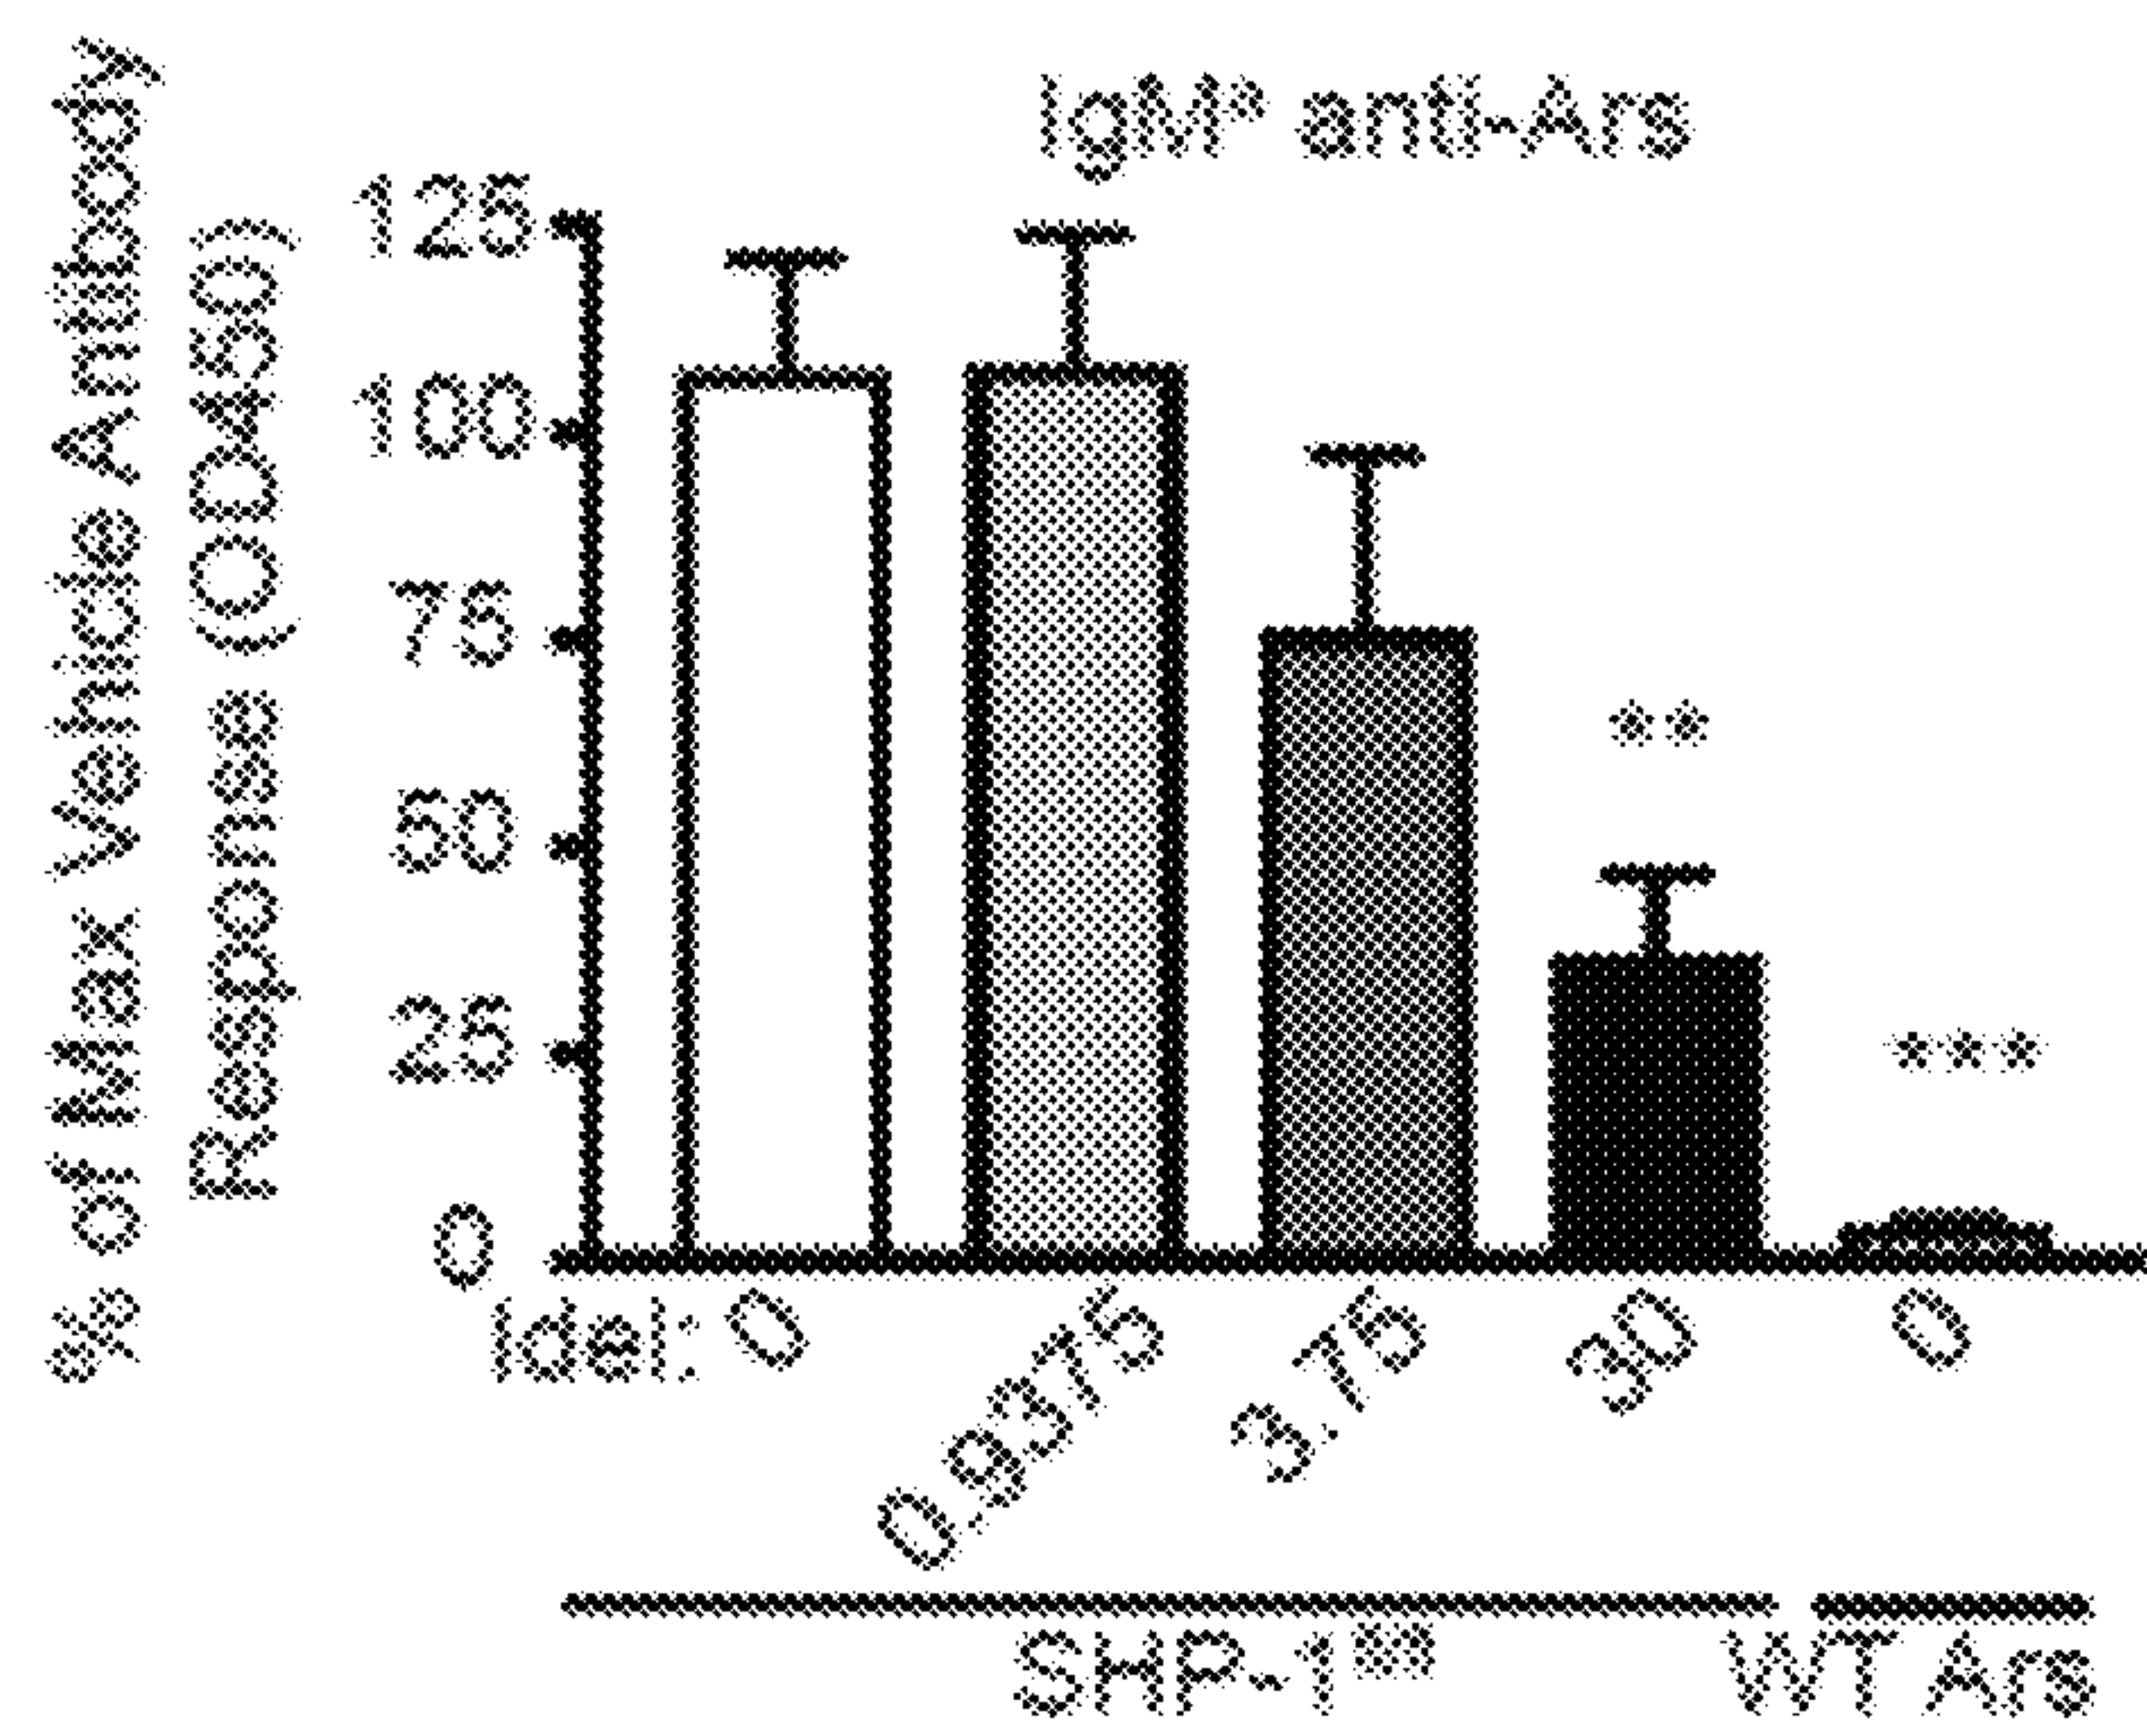 IgMª anti-Ars
% of Max Vehicle Antibody
Response (OD450)
125
100
75
50
25
0
**
***
Idel: 0 0.9375 3.75 30 0
SHP-1 WT Ars